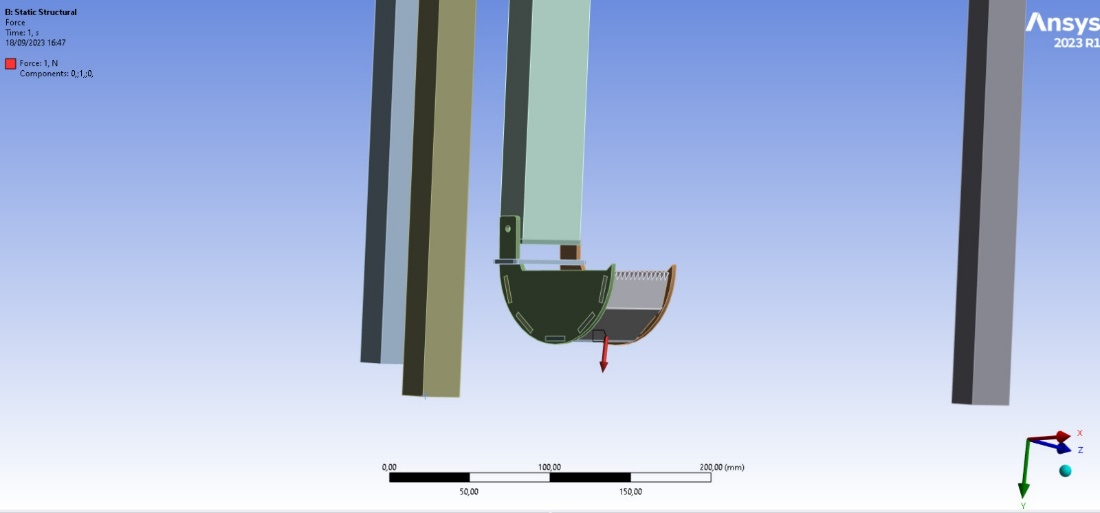 B: Static Structural
Force
Time: 1, s
18/09/2023 16:47
Force: 1, N
Components: 0,;1,;0,
Ansys
2023 R1
0,00
100,00
200,00 (mm)
50,00
150,00
X
Z
Y